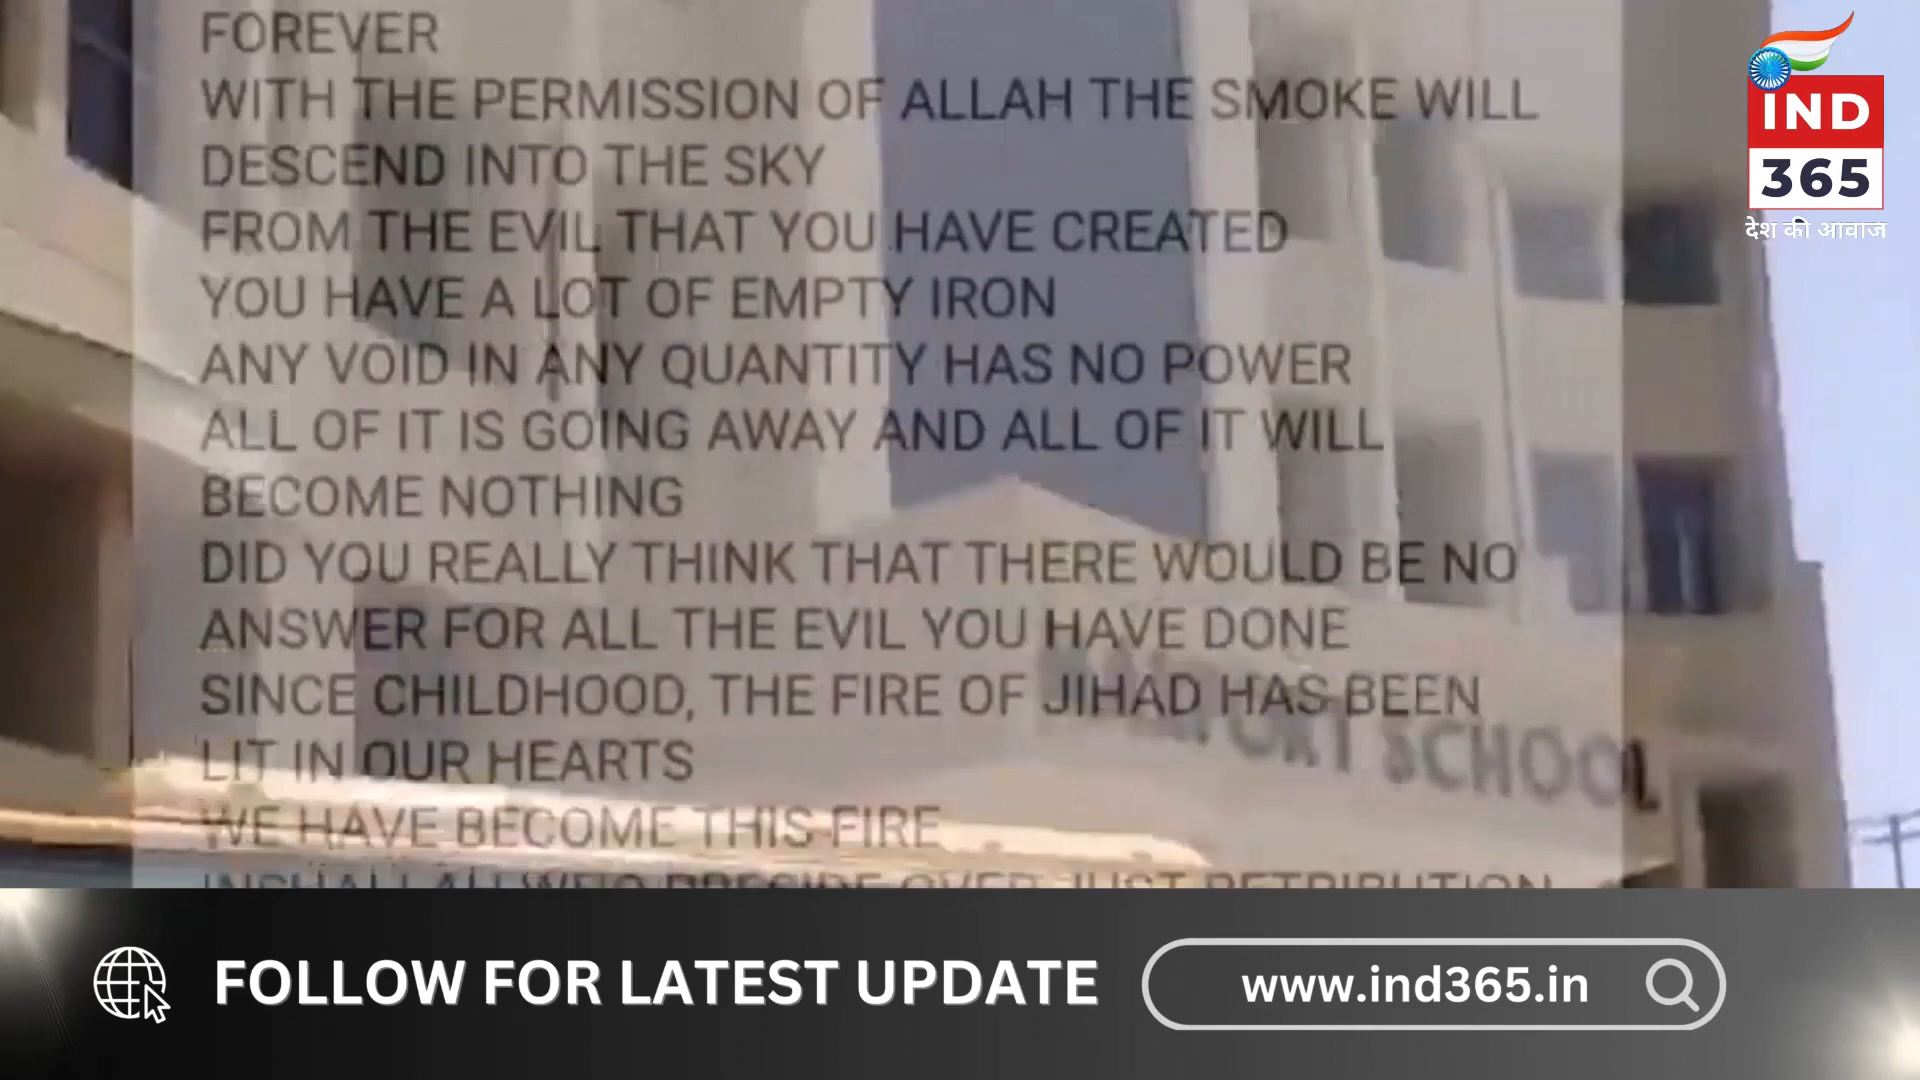 FOREVER
WITH THE PERMISSION OF ALLAH THE SMOKE WILL
DESCEND INTO THE SKY
FROM THE EVIL THAT YOU HAVE CREATED
YOU HAVE A LOT OF EMPTY IRON
ANY VOID IN ANY QUANTITY HAS NO POWER
ALL OF IT IS GOING AWAY AND ALL OF IT WILL
BECOME NOTHING
DID YOU REALLY THINK THAT THERE WOULD BE NO
ANSWER FOR ALL THE EVIL YOU HAVE DONE
SINCE CHILDHOOD, THE FIRE OF JIHAD HAS BEEN
LIT IN OUR HEARTS
WE HAVE BECOME THIS FIRE
OVER JUST RETRIBUTION
SCHOOL
IND
365
देश की आवाज
FOLLOW FOR LATEST UPDATE
www.ind365.in